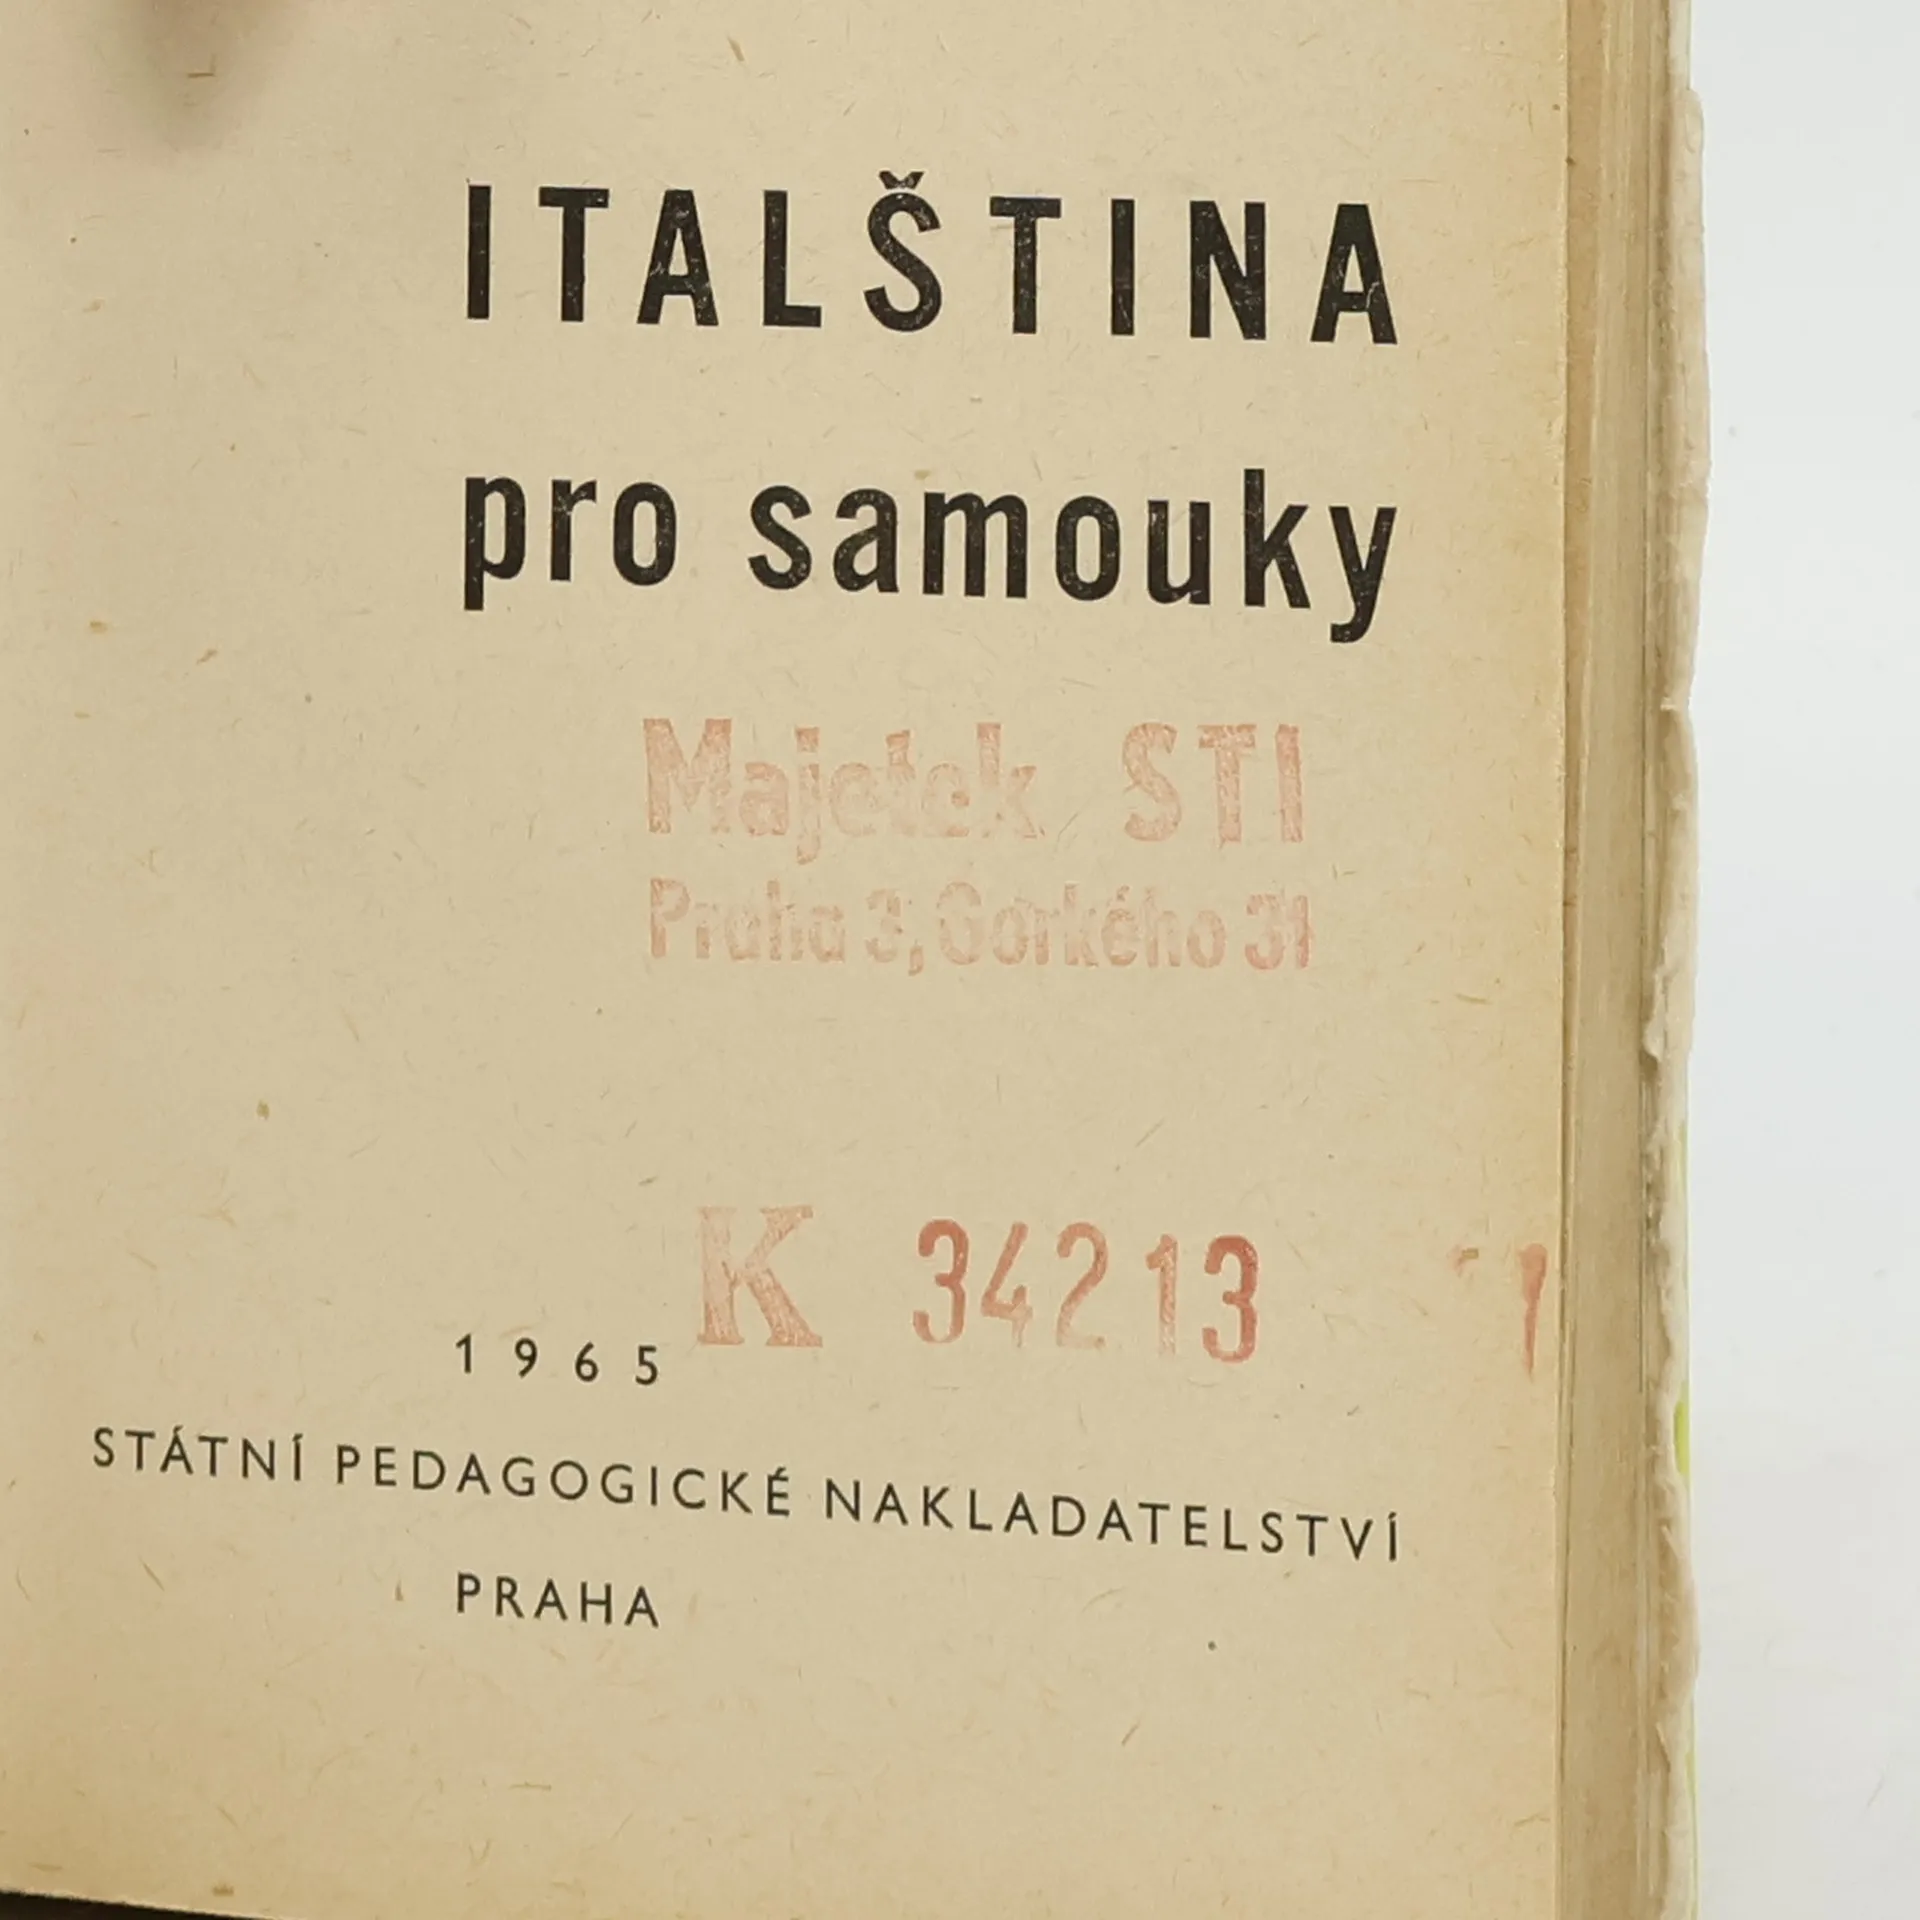 ITALŠTINA
pro samouky
Majetek STI
Praha 3, Gorkého 31
K 34213
1965
STÁTNÍ PEDAGOGICKÉ NAKLADATELSTVÍ
PRAHA